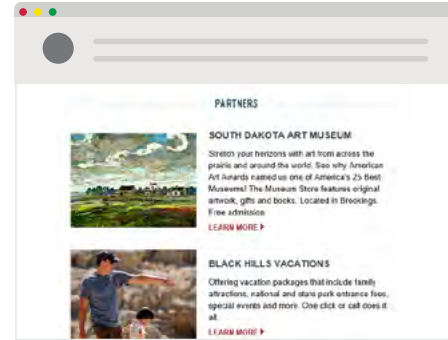 PARTNERS
SOUTH DAKOTA ART MUSEUM
Stretch your horizons with art from across the
prairie and around the world. See why American
Art Awards named us one of America's 25 Best
Museums! The Museum Store features original
artwork, gifts and books. Located in Brookings.
Free admission
LEARN MORE
BLACK HILLS VACATIONS
Offering vacation packages that include family
attractions, national and state park entrance fees,
special events and more. One click or call does it
all.
LEARN MORE